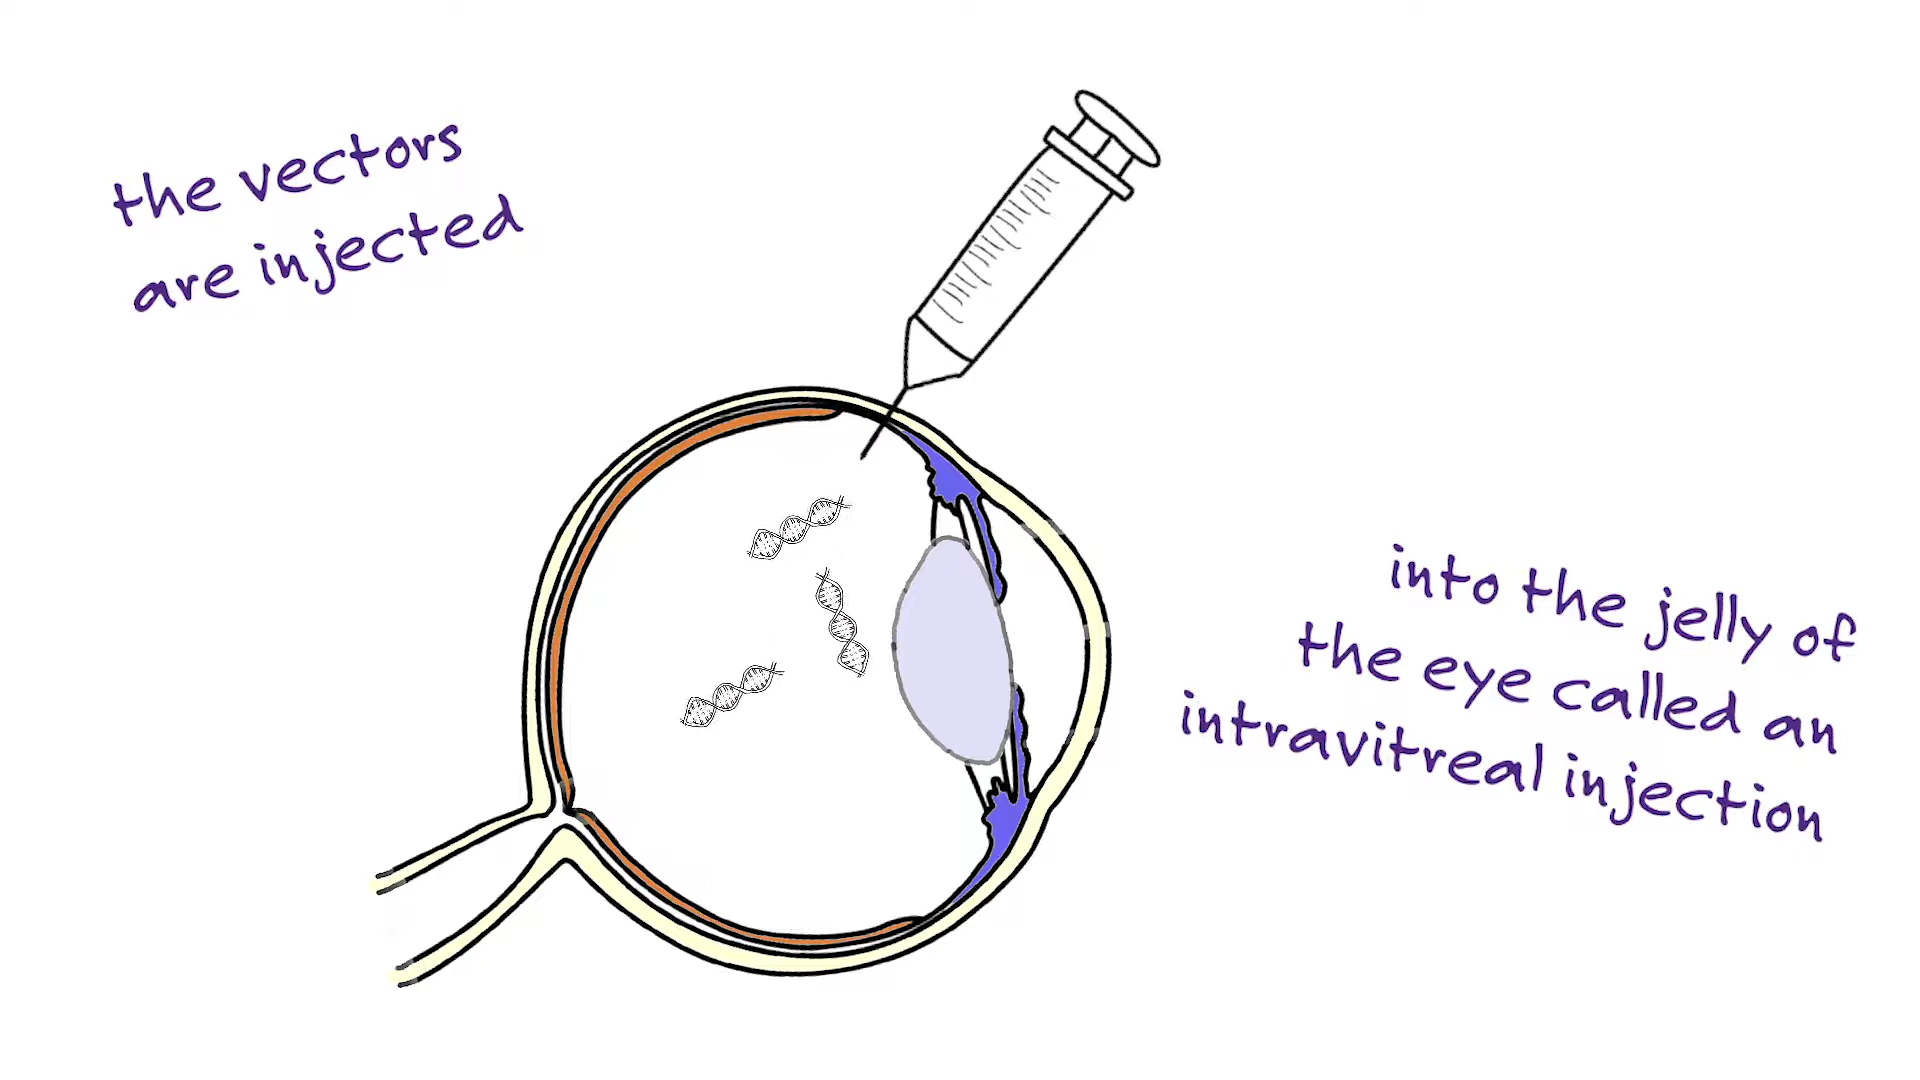 the vectors
are injected
into the jelly of
the eye called an
intravitreal injection